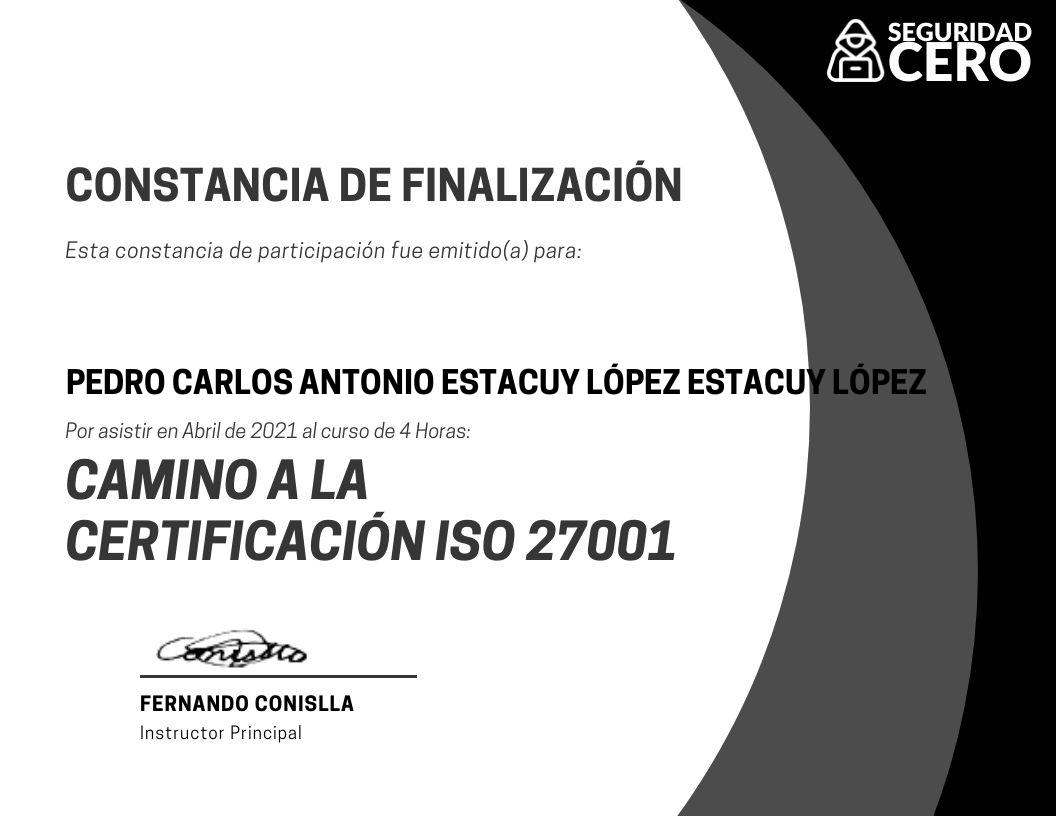 SEGURIDAD
CERO
CONSTANCIA DE FINALIZACIÓN
Esta constancia de participación fue emitido(a) para:
PEDRO CARLOS ANTONIO ESTACUY LÓPEZ ESTACUY LÓPEZ
Por asistir en Abril de 2021 al curso de 4 Horas:
CAMINO A LA
CERTIFICACIÓN ISO 27001
Conislla
FERNANDO CONISLLA
Instructor Principal